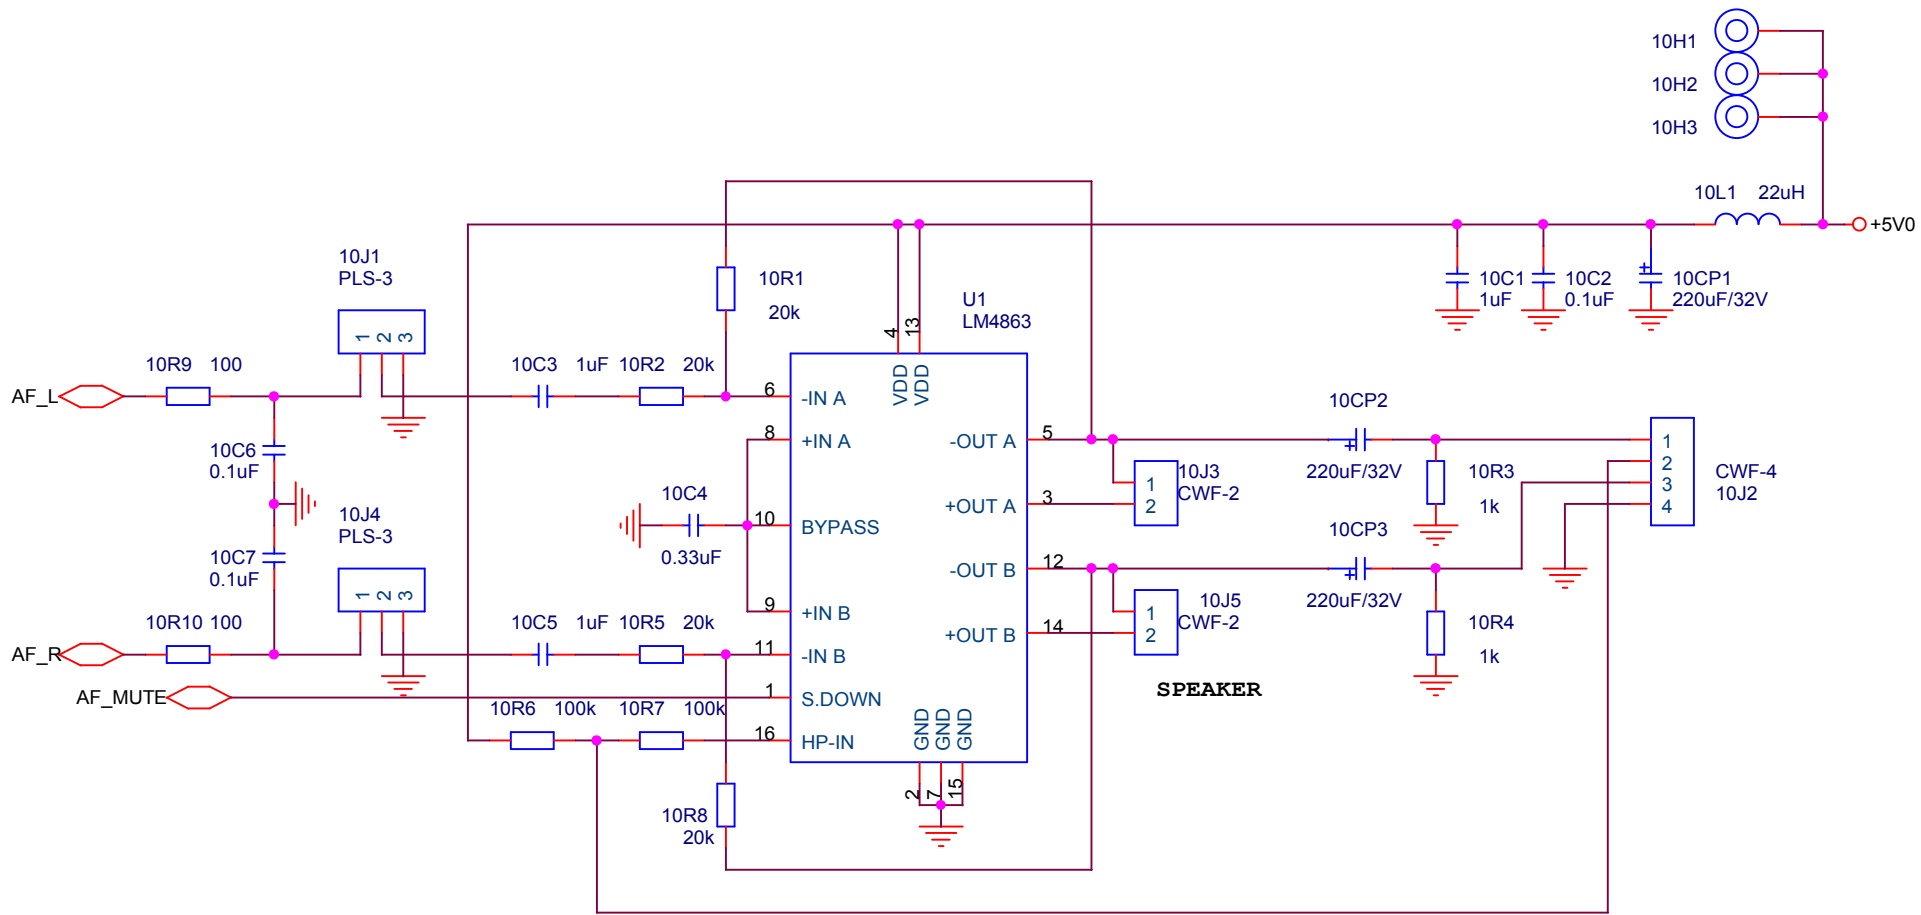 10H1
10H2
10H3
10L1 22uH
+5V0
10J1
PLS-3
1 2 3
10R1
20k
U1
LM4863
10C1
1uF
10C2
0.1uF
10CP1
220uF/32V
10R9 100
10C3 1uF 10R2 20k
AF_L
4 13
VDD VDD
6 -IN A
8 +IN A
-OUT A 5
10CP2
220uF/32V
10C6
0.1uF
10J3
CWF-2
1
2
10R3
1k
1
2
3
4
CWF-4
10J2
10C4
0.33uF
10 BYPASS
+OUT A 3
10J4
PLS-3
1 2 3
10C7
0.1uF
10CP3
220uF/32V
-OUT B 12
9 +IN B
10J5
CWF-2
1
2
10R10 100
10C5 1uF 10R5 20k
AF_R
11 -IN B
+OUT B 14
10R4
1k
AF_MUTE
1 S.DOWN
SPEAKER
10R6 100k 10R7 100k
16 HP-IN
GND GND GND
2 7 15
10R8
20k